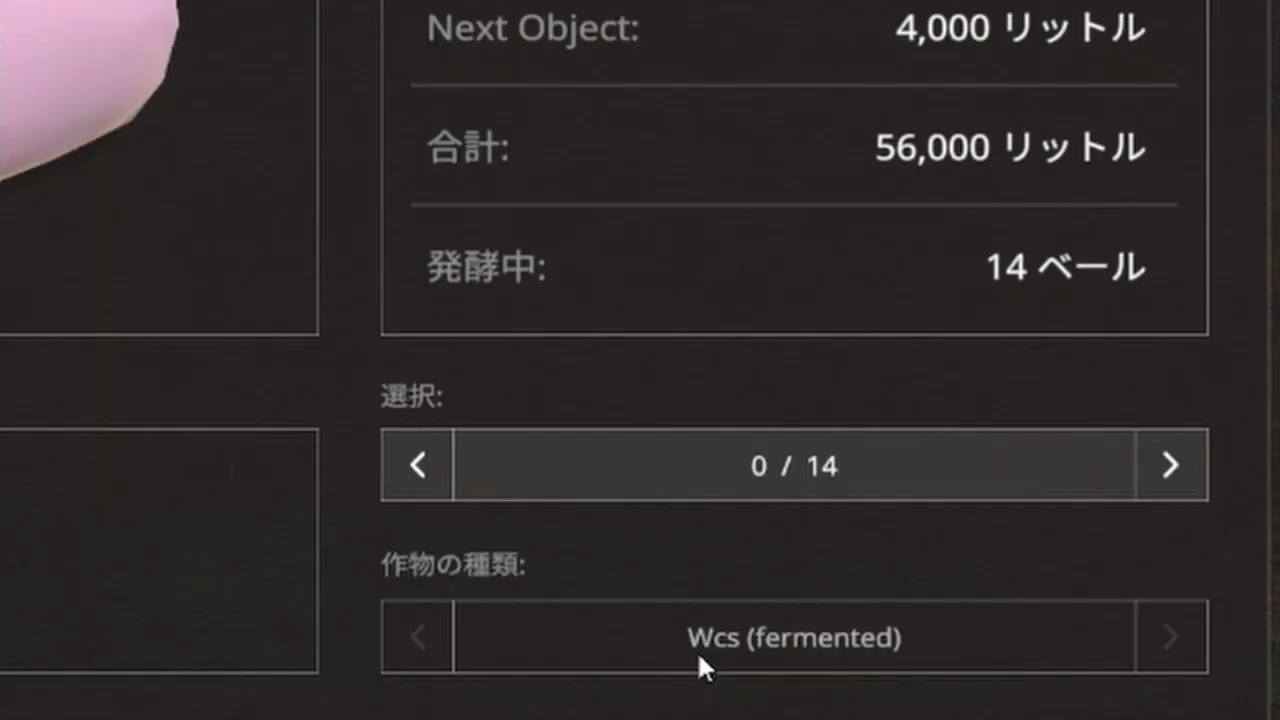 Next Object: 4,000 リットル
合計: 56,000 リットル
発酵中: 14 ベール
選択:
0 / 14
作物の種類:
Wcs (fermented)